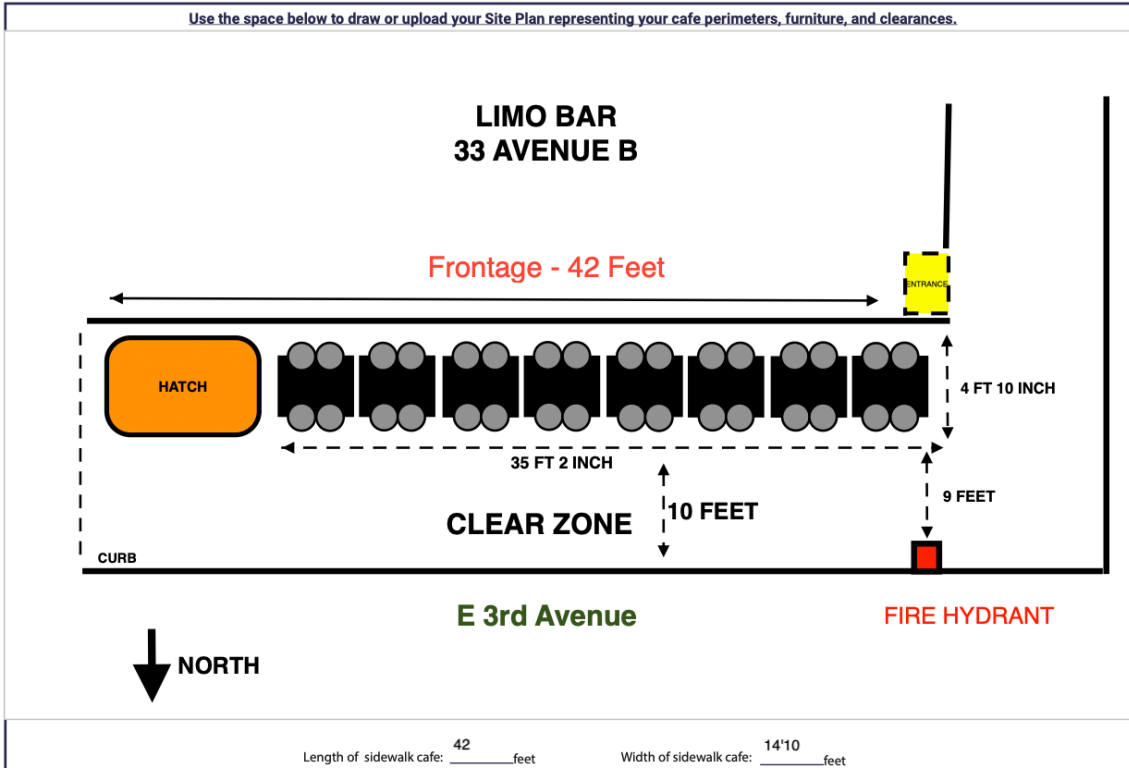 Use the space below to draw or upload your Site Plan representing your cafe perimeters, furniture, and clearances.
LIMO BAR
33 AVENUE B
Frontage - 42 Feet
ENTRANCE
HATCH
4 FT 10 INCH
35 FT 2 INCH
9 FEET
10 FEET
CLEAR ZONE
CURB
E 3rd Avenue
FIRE HYDRANT
NORTH
Length of sidewalk cafe: 42 feet Width of sidewalk cafe: 14'10 feet